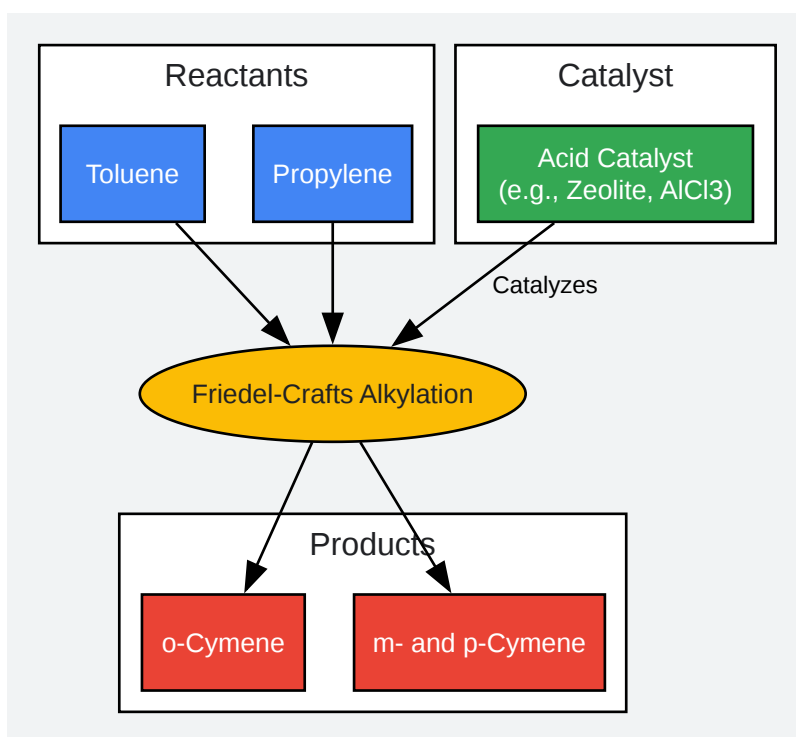 Reactants
Catalyst
Toluene
Propylene
Acid Catalyst
(e.g., Zeolite, AlCl3)
Catalyzes
Friedel-Crafts Alkylation
Products
o-Cymene
m- and p-Cymene